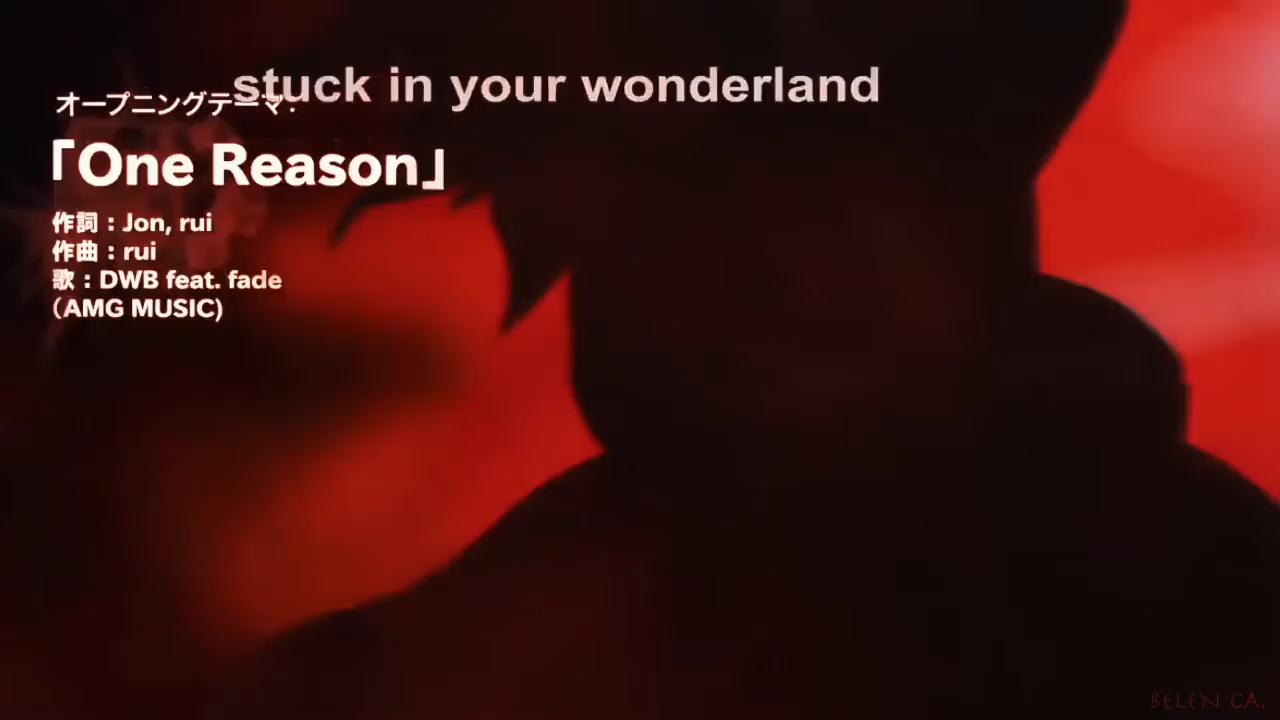 stuck in your wonderland
オープニングテーマ:
「One Reason」
作詞：Jon, rui
作曲：rui
歌：DWB feat. fade
（AMG MUSIC）
BELEN CA.